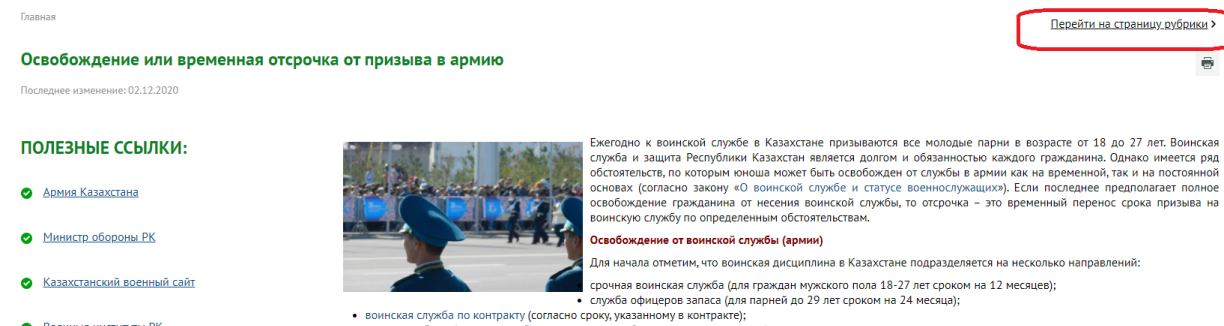 Главная
Перейти на страницу рубрики >
Освобождение или временная отсрочка от призыва в армию
Последнее изменение: 02.12.2020
ПОЛЕЗНЫЕ ССЫЛКИ:
Армия Казахстана
Министр обороны РК
Казахстанский военный сайт
Военные институты РК
Ежегодно к воинской службе в Казахстане призываются все молодые парни в возрасте от 18 до 27 лет. Воинская
служба и защита Республики Казахстан является долгом и обязанностью каждого гражданина. Однако имеется ряд
обстоятельств, по которым юноша может быть освобожден от службы в армии как на временной, так и на постоянной
основах (согласно закону «О воинской службе и статусе военнослужащих»). Если последнее предполагает полное
освобождение гражданина от несения воинской службы, то отсрочка – это временный перенос срока призыва на
воинскую службу по определенным обстоятельствам.
Освобождение от воинской службы (армии)
Для начала отметим, что воинская дисциплина в Казахстане подразделяется на несколько направлений:
• срочная воинская служба (для граждан мужского пола 18-27 лет сроком на 12 месяцев);
• служба офицеров запаса (для парней до 29 лет сроком на 24 месяца);
• воинская служба по контракту (согласно сроку, указанному в контракте);